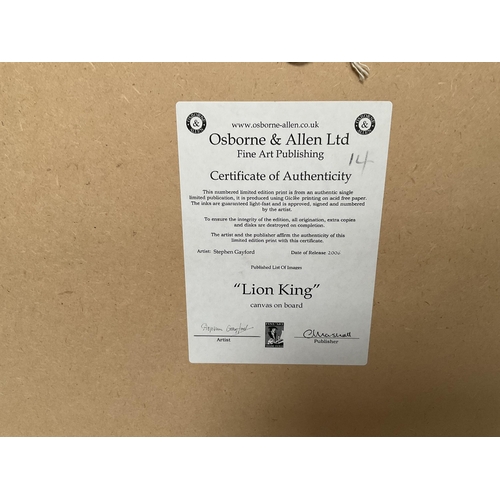 www.osborne-allen.co.uk
Osborne & Allen Ltd
Fine Art Publishing
14
Certificate of Authenticity
This numbered limited edition print is from an authentic single
limited publication, it is produced using Giclée printing on acid free paper.
The inks are guaranteed light-fast and is approved, signed and numbered
by the artist.
To ensure the integrity of the edition, all origination, extra copies
and disks are destroyed on completion.
The artist and the publisher affirm the authenticity of this
limited edition print with this certificate.
Artist: Stephen Gayford Date of Release 2006
Published List Of Images
"Lion King"
canvas on board
Stephen Gayford
CMarshall
Artist
Publisher